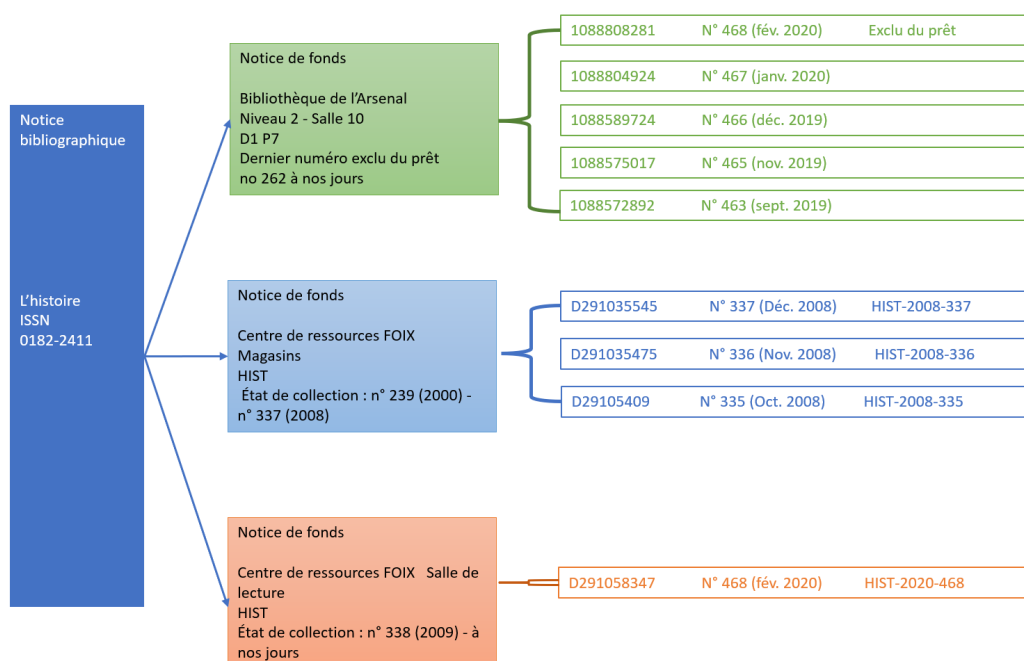 Notice
bibliographique
L’histoire
ISSN
0182-2411
Notice de fonds
Bibliothèque de l’Arsenal
Niveau 2 - Salle 10
D1 P7
Dernier numéro exclu du prêt
no 262 à nos jours
1088808281 N° 468 (fév. 2020) Exclu du prêt
1088804924 N° 467 (janv. 2020)
1088589724 N° 466 (déc. 2019)
1088575017 N° 465 (nov. 2019)
1088572892 N° 463 (sept. 2019)
Notice de fonds
Centre de ressources FOIX
Magasins
HIST
État de collection : n° 239 (2000) -
n° 337 (2008)
D291035545 N° 337 (Déc. 2008) HIST-2008-337
D291035475 N° 336 (Nov. 2008) HIST-2008-336
D29105409 N° 335 (Oct. 2008) HIST-2008-335
Notice de fonds
Centre de ressources FOIX Salle de
lecture
HIST
État de collection : n° 338 (2009) - à
nos jours
D291058347 N° 468 (fév. 2020) HIST-2020-468